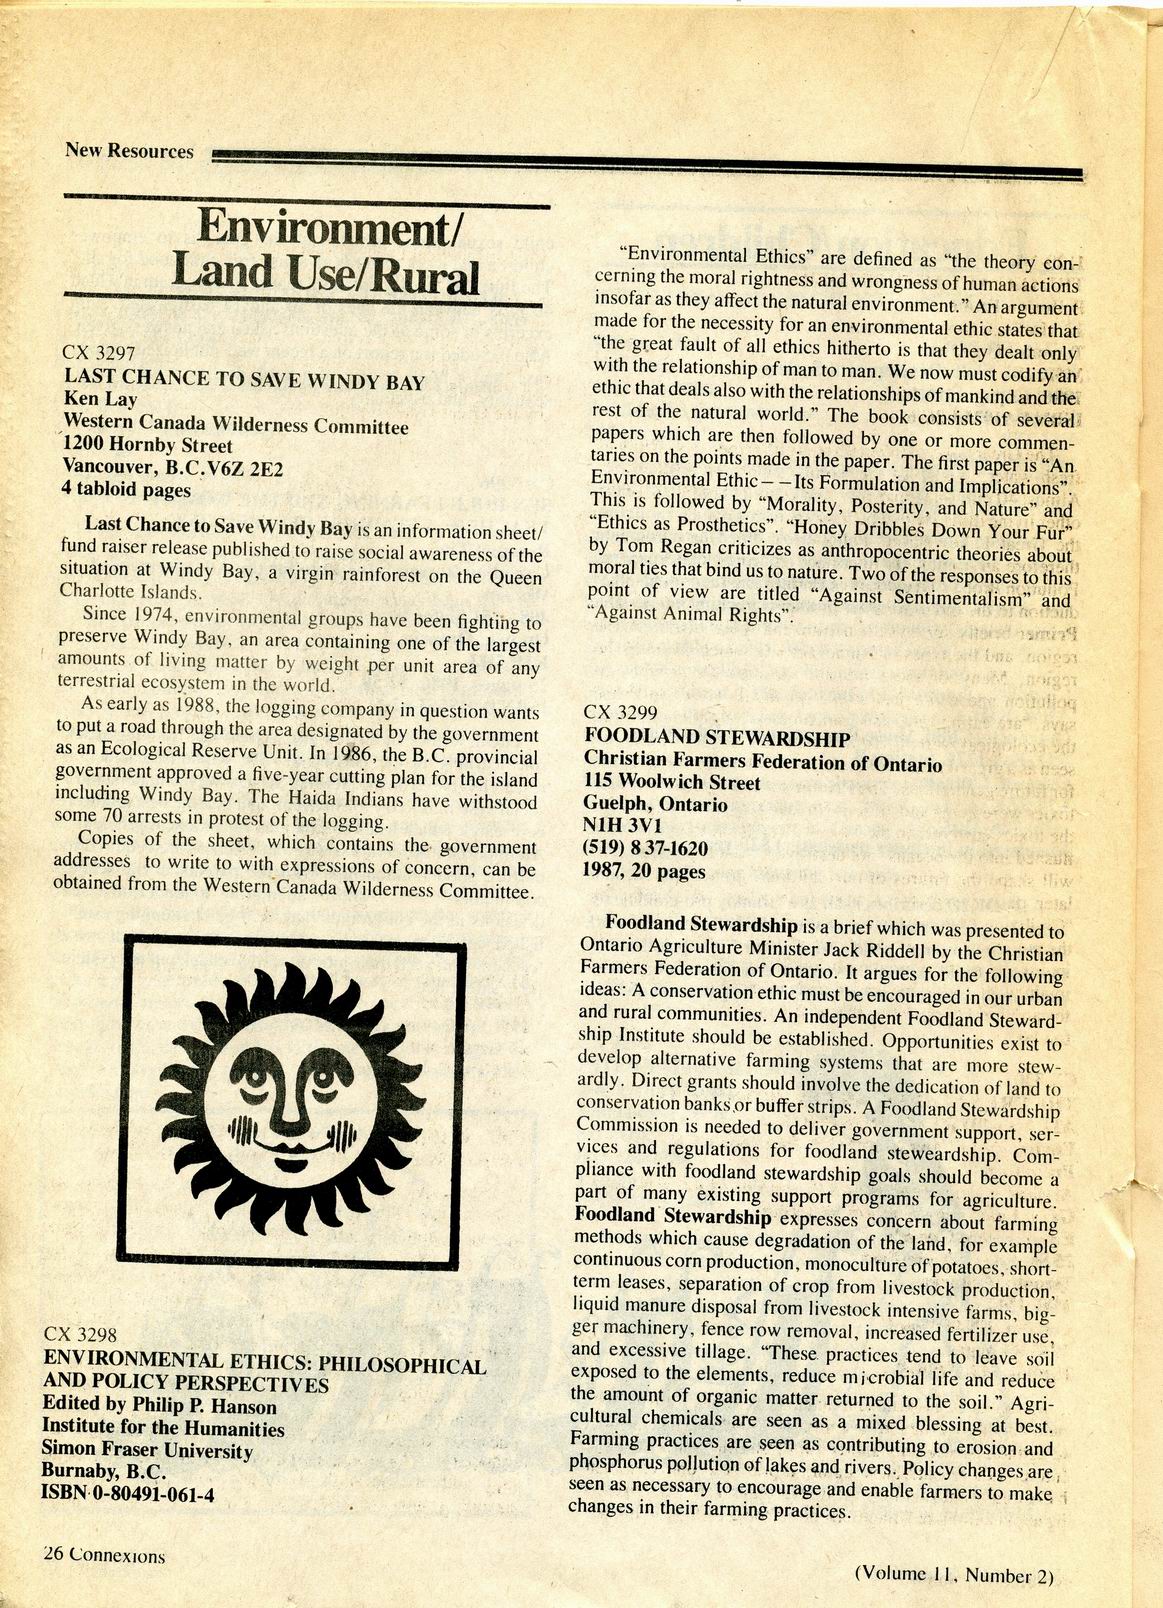 New Resources
Environment/
Land Use/Rural
CX 3297
LAST CHANCE TO SAVE WINDY BAY
Ken Lay
Western Canada Wilderness Committee
1200 Hornby Street
Vancouver, B.C.V6Z 2E2
4 tabloid pages
Last Chance to Save Windy Bay is an information sheet/
fund raiser release published to raise social awareness of the
situation at Windy Bay, a virgin rainforest on the Queen
Charlotte Islands.
Since 1974, environmental groups have been fighting to
preserve Windy Bay, an area containing one of the largest
amounts of living matter by weight per unit area of any
terrestrial ecosystem in the world.
As early as 1988, the logging company in question wants
to put a road through the area designated by the government
as an Ecological Reserve Unit. In 1986, the B.C. provincial
government approved a five-year cutting plan for the island
including Windy Bay. The Haida Indians have withstood
some 70 arrests in protest of the logging.
Copies of the sheet, which contains the government
addresses to write to with expressions of concern, can be
obtained from the Western Canada Wilderness Committee.
CX 3298
ENVIRONMENTAL ETHICS: PHILOSOPHICAL
AND POLICY PERSPECTIVES
Edited by Philip P. Hanson
Institute for the Humanities
Simon Fraser University
Burnaby, B.C.
ISBN 0-80491-061-4
"Environmental Ethics" are defined as "the theory con-
cerning the moral rightness and wrongness of human actions
insofar as they affect the natural environment." An argument
made for the necessity for an environmental ethic states that
"the great fault of all ethics hitherto is that they dealt only
with the relationship of man to man. We now must codify an
ethic that deals also with the relationships of mankind and the
rest of the natural world." The book consists of several
papers which are then followed by one or more commen-
taries on the points made in the paper. The first paper is "An
Environmental Ethic — — Its Formulation and Implications".
This is followed by "Morality, Posterity, and Nature" and
"Ethics as Prosthetics". "Honey Dribbles Down Your Fur"
by Tom Regan criticizes as anthropocentric theories about
moral ties that bind us to nature. Two of the responses to this
point of view are titled "Against Sentimentalism" and
"Against Animal Rights".
CX 3299
FOODLAND STEWARDSHIP
Christian Farmers Federation of Ontario
115 Woolwich Street
Guelph, Ontario
N1H 3V1
(519) 837-1620
1987, 20 pages
Foodland Stewardship is a brief which was presented to
Ontario Agriculture Minister Jack Riddell by the Christian
Farmers Federation of Ontario. It argues for the following
ideas: A conservation ethic must be encouraged in our urban
and rural communities. An independent Foodland Steward-
ship Institute should be established. Opportunities exist to
develop alternative farming systems that are more stew-
ardly. Direct grants should involve the dedication of land to
conservation banks or buffer strips. A Foodland Stewardship
Commission is needed to deliver government support, ser-
vices and regulations for foodland steweardship. Com-
pliance with foodland stewardship goals should become a
part of many existing support programs for agriculture.
Foodland Stewardship expresses concern about farming
methods which cause degradation of the land, for example
continuous corn production, monoculture of potatoes, short-
term leases, separation of crop from livestock production,
liquid manure disposal from livestock intensive farms, big-
ger machinery, fence row removal, increased fertilizer use,
and excessive tillage. "These practices tend to leave soil
exposed to the elements, reduce microbial life and reduce
the amount of organic matter returned to the soil." Agri-
cultural chemicals are seen as a mixed blessing at best.
Farming practices are seen as contributing to erosion and
phosphorus pollution of lakes and rivers. Policy changes are
seen as necessary to encourage and enable farmers to make
changes in their farming practices.
26 Connexions
(Volume 11, Number 2)